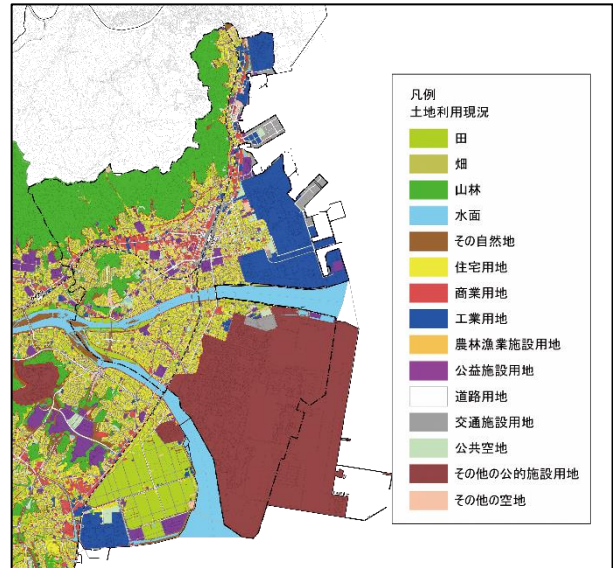 凡例
土地利用現況
田
畑
山林
水面
その自然地
住宅用地
商業用地
工業用地
農林漁業施設用地
公益施設用地
道路用地
交通施設用地
公共空地
その他の公的施設用地
その他の空地